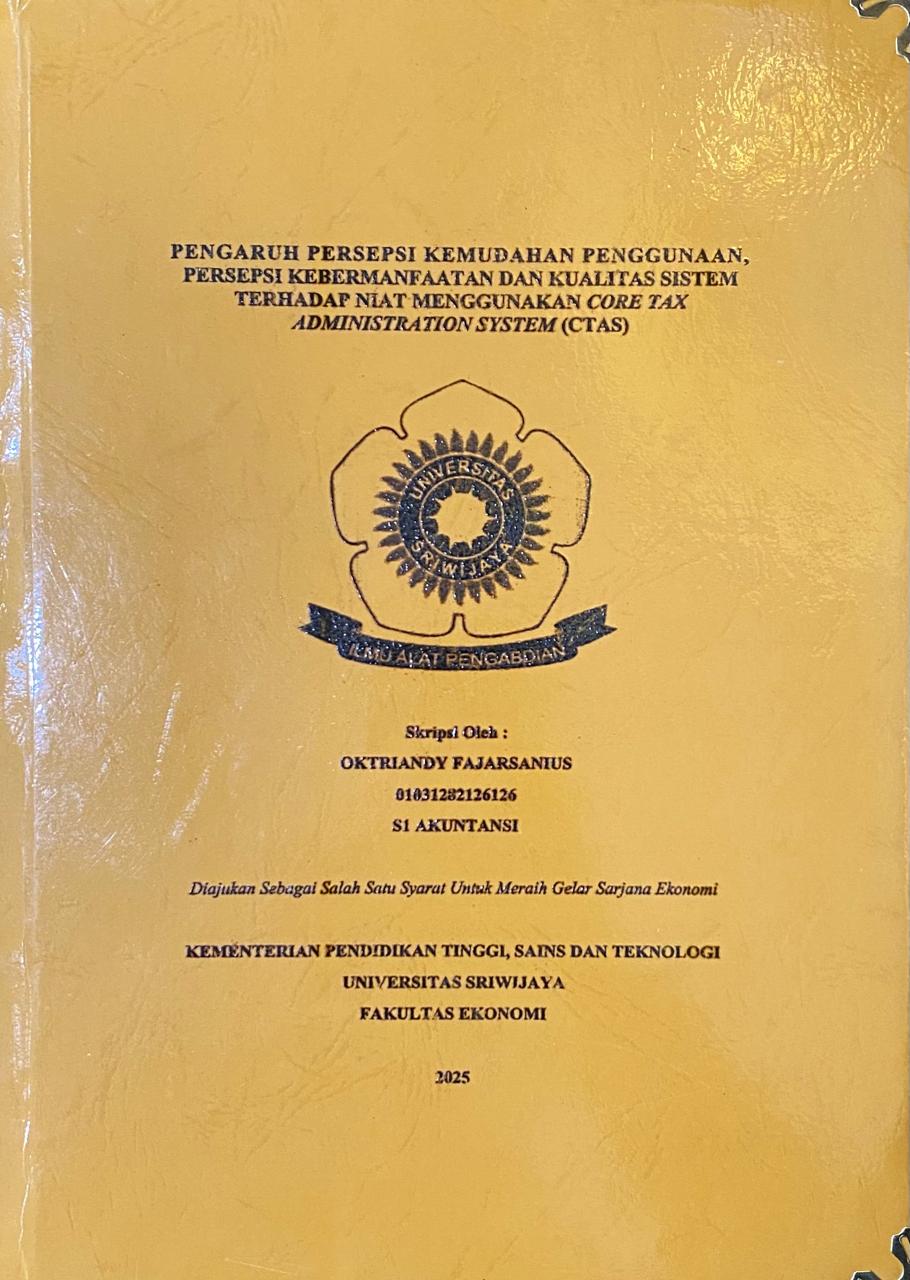 PENGARUH PERSEPSI KEMUDAHAN PENGGUNAAN,
PERSEPSI KEBERMANFAATAN DAN KUALITAS SISTEM
TERHADAP NIAT MENGGUNAKAN CORE TAX
ADMINISTRATION SYSTEM (CTAS)
UNIVERSITAS
SRIWIJAYA
ILMU ALAT PENGABDIAN
Skripsi Oleh :
OKTRIANDY FAJARSANIUS
01031282126126
S1 AKUNTANSI
Diajukan Sebagai Salah Satu Syarat Untuk Meraih Gelar Sarjana Ekonomi
KEMENTERIAN PENDIDIKAN TINGGI, SAINS DAN TEKNOLOGI
UNIVERSITAS SRIWIJAYA
FAKULTAS EKONOMI
2025